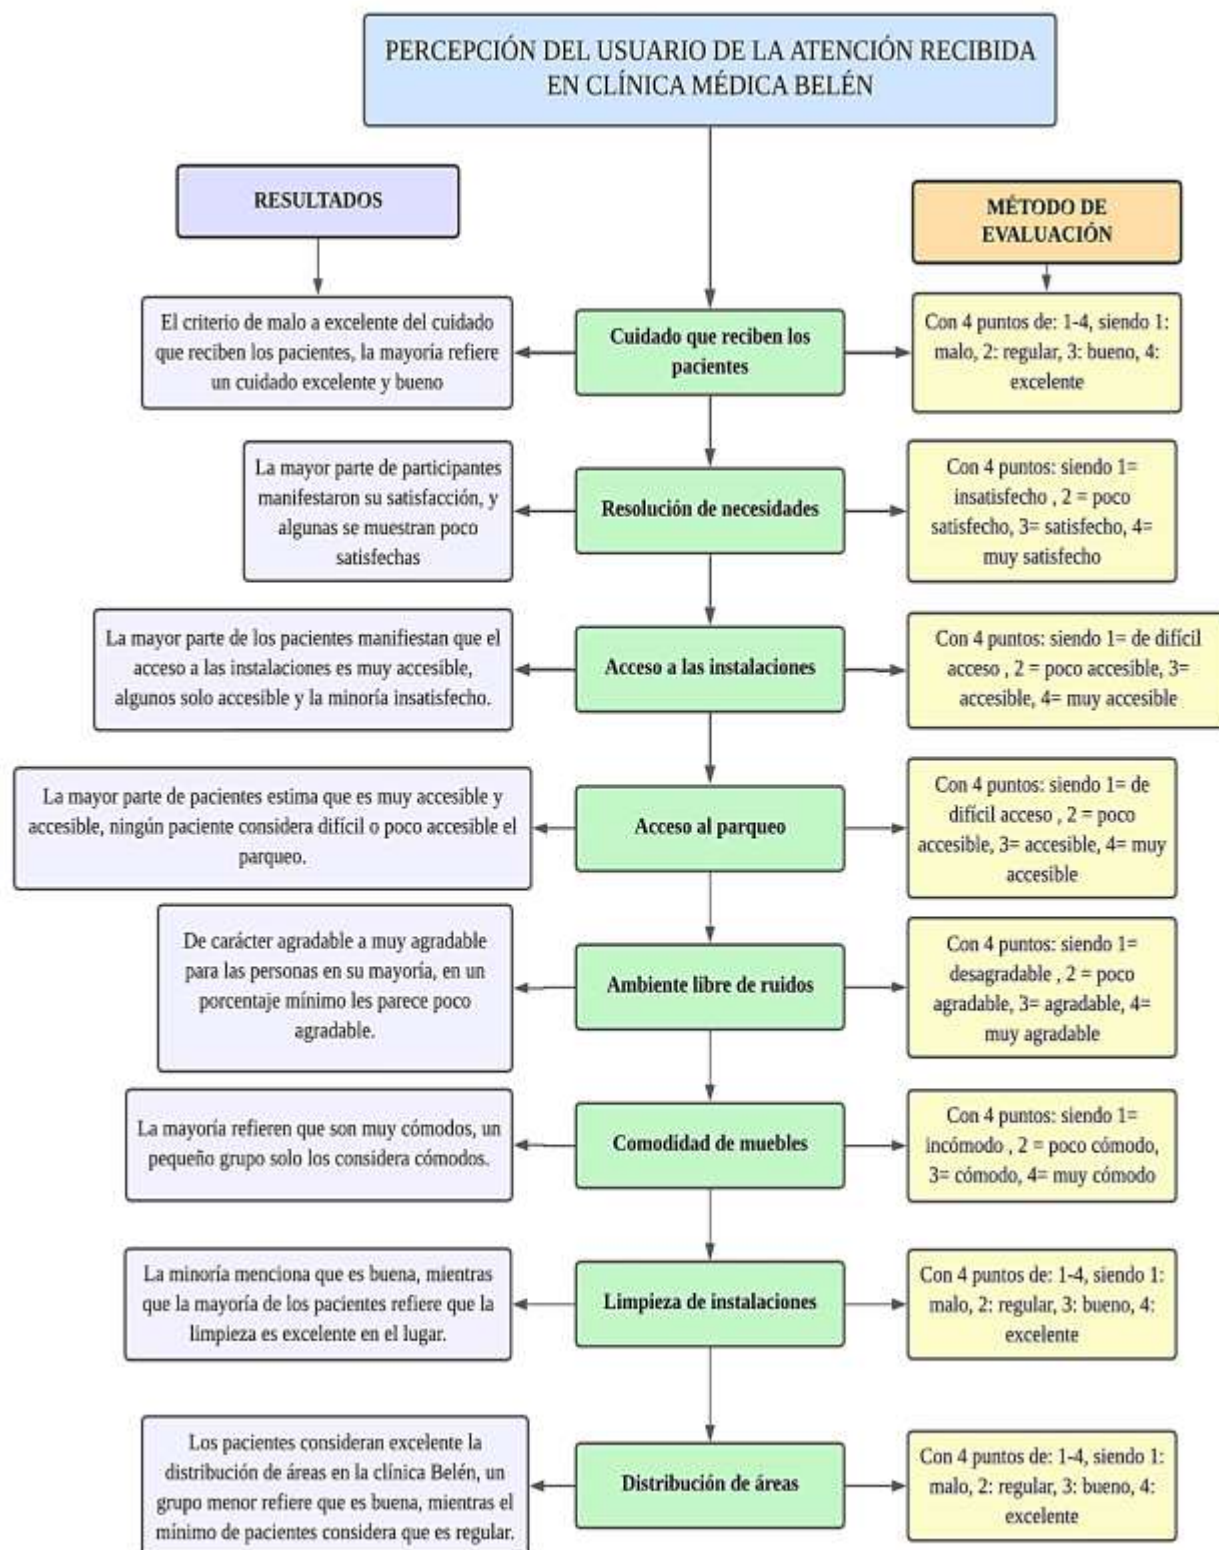 PERCEPCIÓN DEL USUARIO DE LA ATENCIÓN RECIBIDA
EN CLÍNICA MÉDICA BELÉN
RESULTADOS
MÉTODO DE
EVALUACIÓN
El criterio de malo a excelente del cuidado
que reciben los pacientes, la mayoría refiere
un cuidado excelente y bueno
Cuidado que reciben los
pacientes
Con 4 puntos de: 1-4, siendo 1:
malo, 2: regular, 3: bueno, 4:
excelente
La mayor parte de participantes
manifestaron su satisfacción, y
algunas se muestran poco
satisfechas
Resolución de necesidades
Con 4 puntos: siendo 1=
insatisfecho , 2 = poco
satisfecho, 3= satisfecho, 4=
muy satisfecho
La mayor parte de los pacientes manifiestan que el
acceso a las instalaciones es muy accesible,
algunos solo accesible y la minoría insatisfecho.
Acceso a las instalaciones
Con 4 puntos: siendo 1= de difícil
acceso , 2 = poco accesible, 3=
accesible, 4= muy accesible
La mayor parte de pacientes estima que es muy accesible y
accesible, ningún paciente considera difícil o poco accesible el
parqueo.
Acceso al parqueo
Con 4 puntos: siendo 1= de
difícil acceso , 2 = poco
accesible, 3= accesible, 4= muy
accesible
De carácter agradable a muy agradable
para las personas en su mayoría, en un
porcentaje mínimo les parece poco
agradable.
Ambiente libre de ruidos
Con 4 puntos: siendo 1=
desagradable , 2 = poco
agradable, 3= agradable, 4=
muy agradable
La mayoría refieren que son muy cómodos, un
pequeño grupo solo los considera cómodos.
Comodidad de muebles
Con 4 puntos: siendo 1=
incómodo , 2 = poco cómodo,
3= cómodo, 4= muy cómodo
La minoría menciona que es buena, mientras
que la mayoría de los pacientes refiere que la
limpieza es excelente en el lugar.
Limpieza de instalaciones
Con 4 puntos de: 1-4, siendo 1:
malo, 2: regular, 3: bueno, 4:
excelente
Los pacientes consideran excelente la
distribución de áreas en la clínica Belén, un
grupo menor refiere que es buena, mientras el
mínimo de pacientes considera que es regular.
Distribución de áreas
Con 4 puntos de: 1-4, siendo 1:
malo, 2: regular, 3: bueno, 4:
excelente